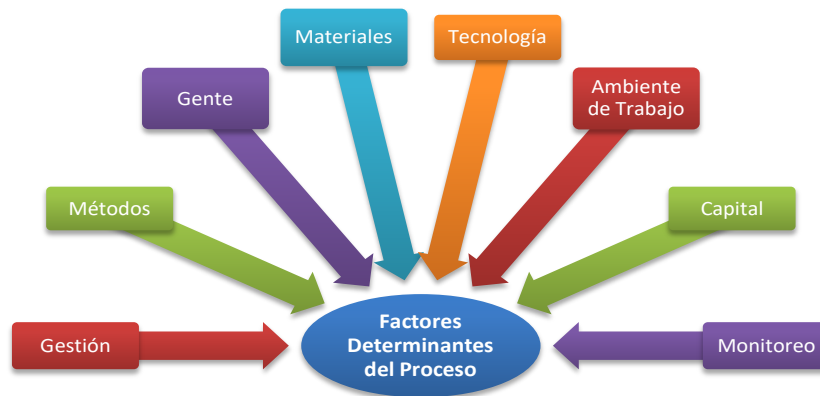 Materiales
Tecnología
Gente
Ambiente
de Trabajo
Métodos
Capital
Gestión
Factores
Determinantes
del Proceso
Monitoreo